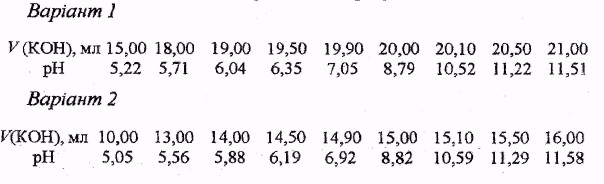 Варіант 1
V (KOH), мл 15,00 18,00 19,00 19,50 19,90 20,00 20,10 20,50 21,00
pH 5,22 5,71 6,04 6,35 7,05 8,79 10,52 11,22 11,51
Варіант 2
V(KOH), мл 10,00 13,00 14,00 14,50 14,90 15,00 15,10 15,50 16,00
pH 5,05 5,56 5,88 6,19 6,92 8,82 10,59 11,29 11,58